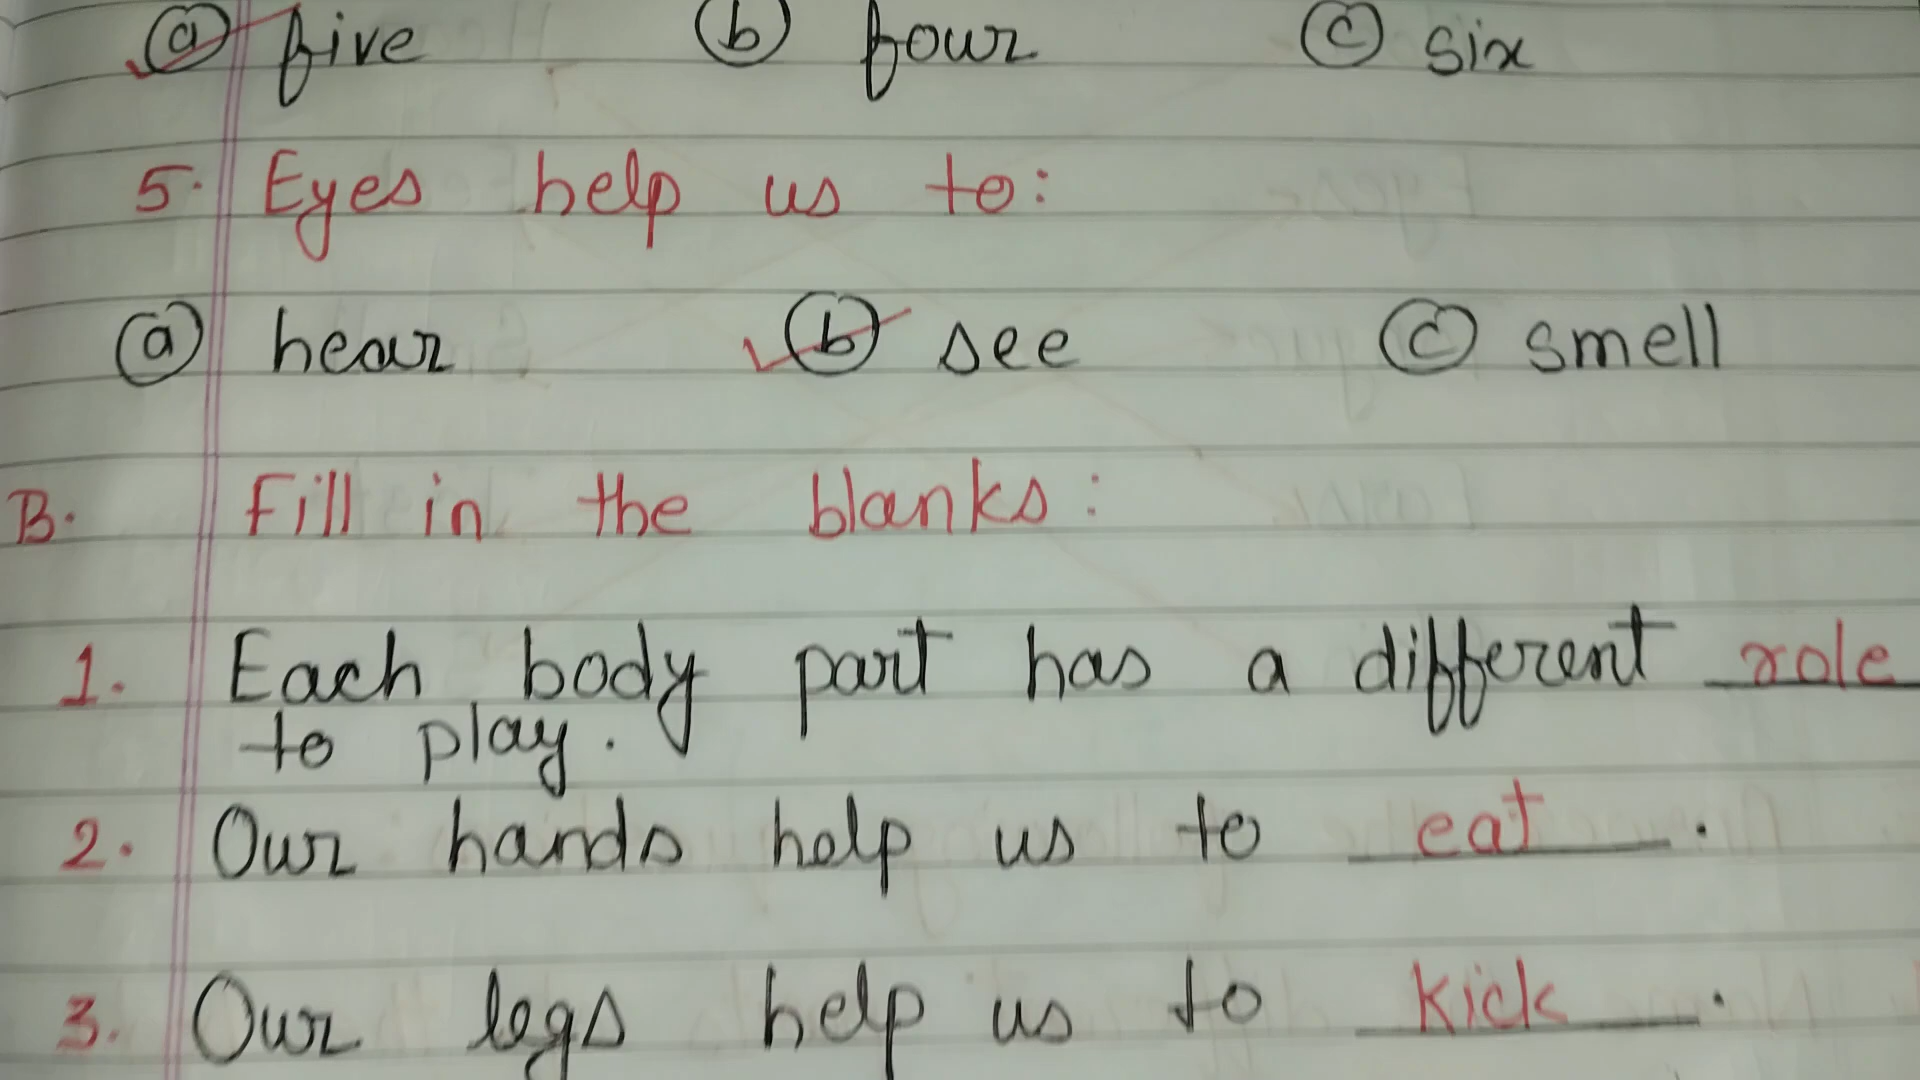 ⓐ five ⓑ four ⓒ six
5. Eyes help us to:
ⓐ hear ⓑ see ⓒ smell
B. Fill in the blanks:
1. Each body part has a different role
to play.
2. Our hands help us to eat.
3. Our legs help us to kick.